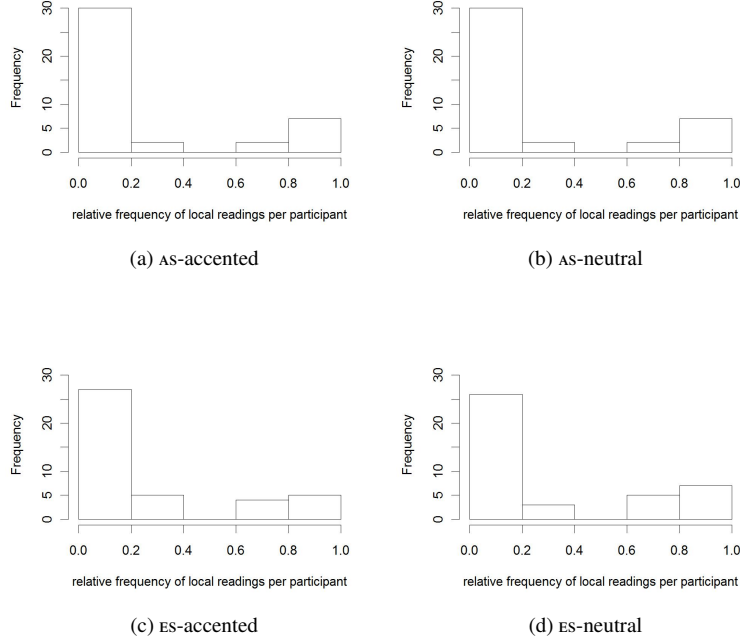 Frequency
0 5 10 20 30
0.0 0.2 0.4 0.6 0.8 1.0
relative frequency of local readings per participant
(a) AS-accented
Frequency
0 5 10 20 30
0.0 0.2 0.4 0.6 0.8 1.0
relative frequency of local readings per participant
(b) AS-neutral
Frequency
0 5 10 20 30
0.0 0.2 0.4 0.6 0.8 1.0
relative frequency of local readings per participant
(c) ES-accented
Frequency
0 5 10 20 30
0.0 0.2 0.4 0.6 0.8 1.0
relative frequency of local readings per participant
(d) ES-neutral